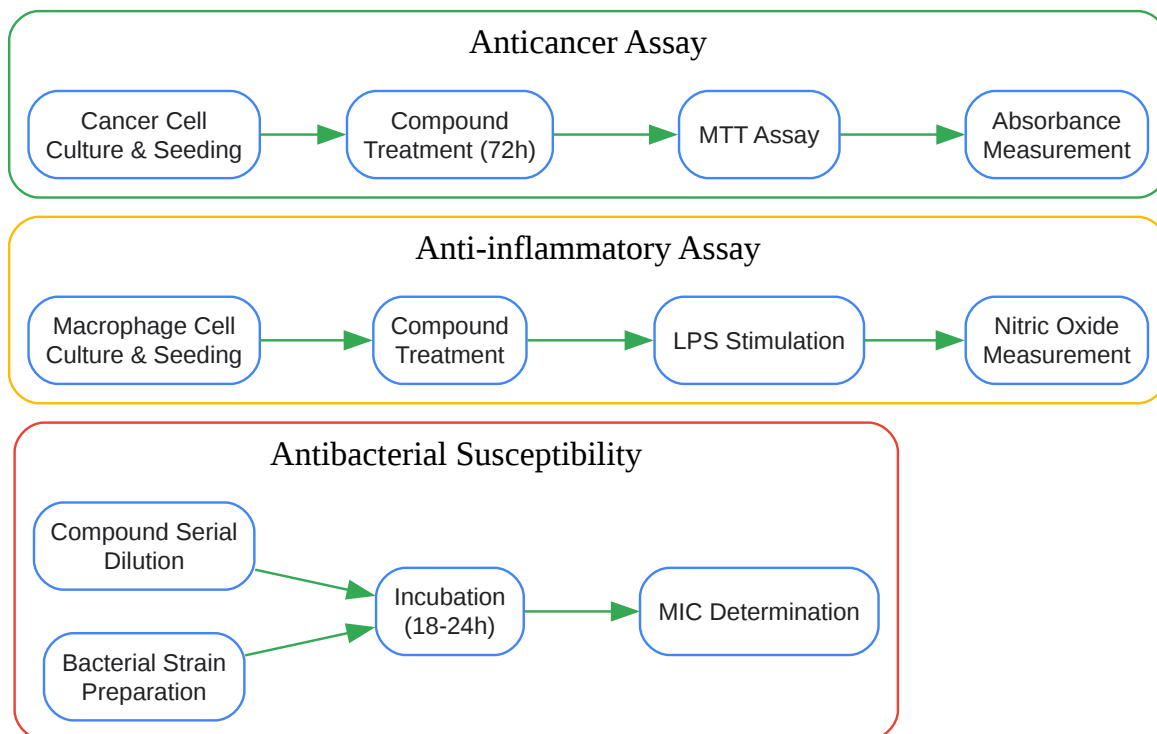 Anticancer Assay
Cancer Cell
Culture & Seeding
Compound
Treatment (72h)
MTT Assay
Absorbance
Measurement
Anti-inflammatory Assay
Macrophage Cell
Culture & Seeding
Compound
Treatment
LPS Stimulation
Nitric Oxide
Measurement
Antibacterial Susceptibility
Compound Serial
Dilution
Bacterial Strain
Preparation
Incubation
(18-24h)
MIC Determination